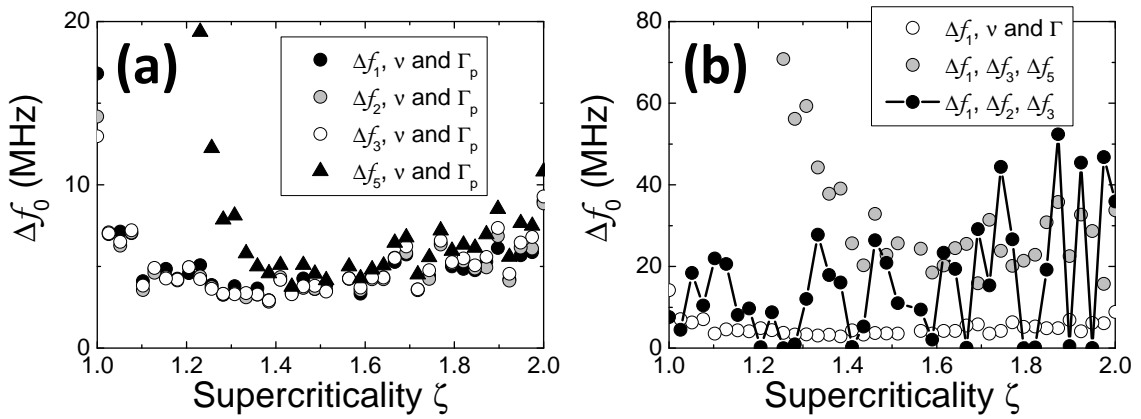 (a)
Δf₁, ν and Γₚ
Δf₂, ν and Γₚ
Δf₃, ν and Γₚ
Δf₅, ν and Γₚ
Δf₀ (MHz)
20
10
0
1.0 1.2 1.4 1.6 1.8 2.0
Supercriticality ζ
(b)
Δf₁, ν and Γ
Δf₁, Δf₃, Δf₅
Δf₁, Δf₂, Δf₃
Δf₀ (MHz)
80
60
40
20
0
1.0 1.2 1.4 1.6 1.8 2.0
Supercriticality ζ